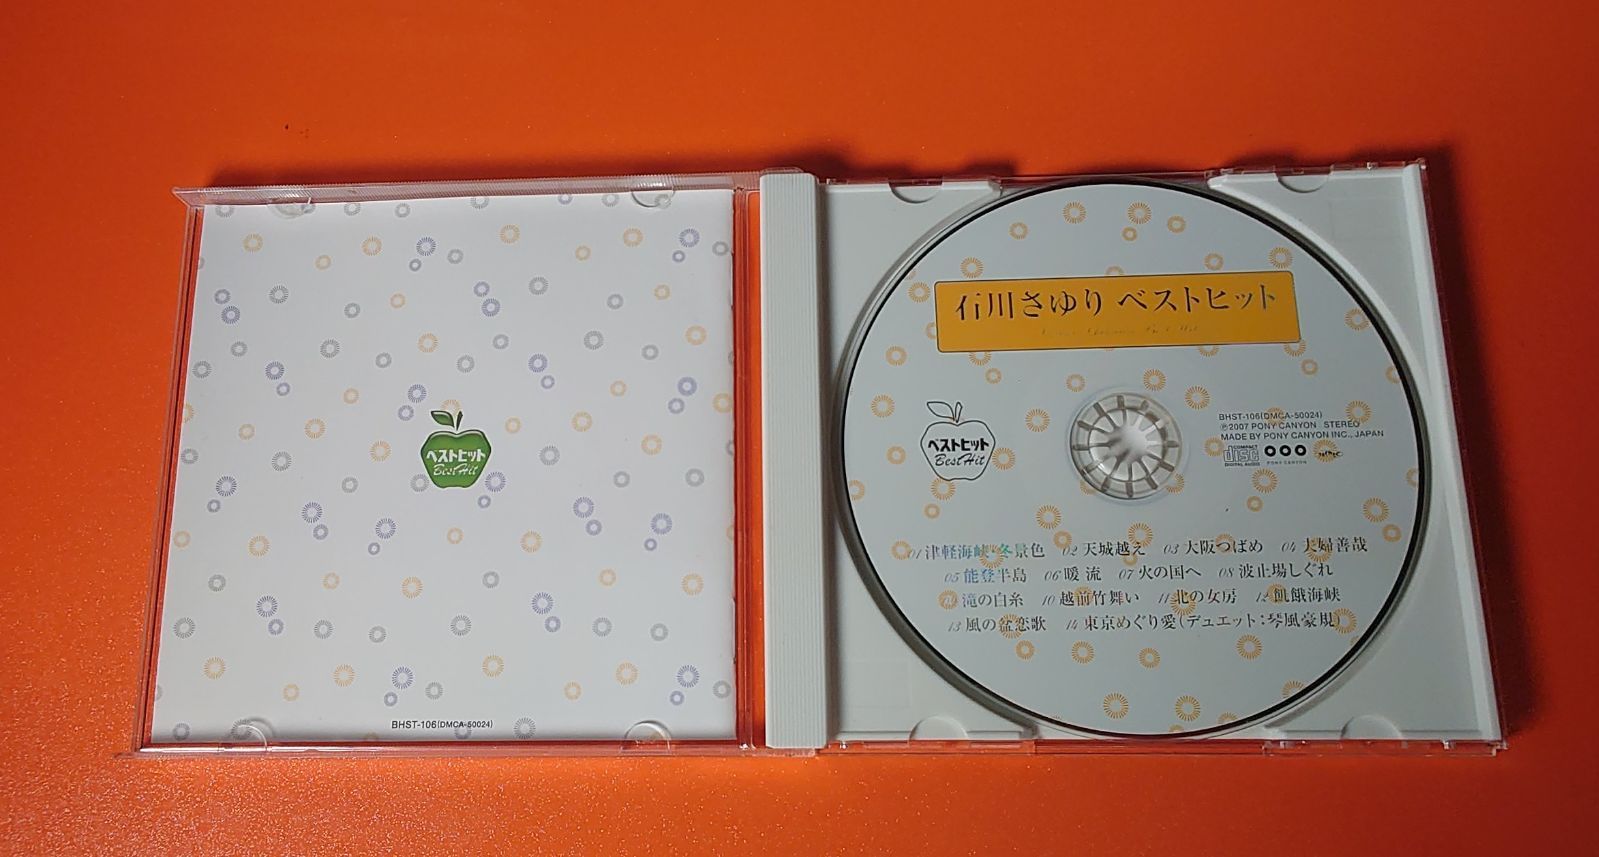 ベストヒット
Best Hit
BHST-106(DMCA-50024)
石川さゆり ベストヒット
ベストヒット
Best Hit
BHST-106(DMCA-50024)
℗2007 PONY CANYON STEREO
MADE BY PONY CANYON INC., JAPAN
COMPACT
disc
DIGITAL AUDIO
PONY CANYON
01 津軽海峡・冬景色 02 天城越え 03 大阪つばめ 04 夫婦善哉
05 能登半島 06 暖流 07 火の国へ 08 波止場しぐれ
09 滝の白糸 10 越前竹舞い 11 北の女房 12 飢餓海峡
13 風の盆恋歌 14 東京めぐり愛(デュエット:琴風豪規)